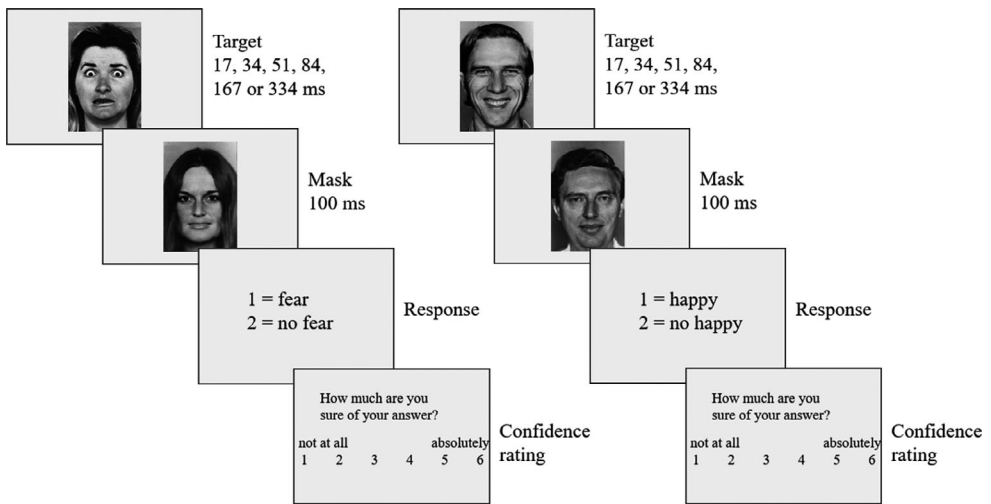 Target
17, 34, 51, 84,
167 or 334 ms
Mask
100 ms
1 = fear
2 = no fear
Response
How much are you
sure of your answer?
not at all absolutely
1 2 3 4 5 6
Confidence
rating
Target
17, 34, 51, 84,
167 or 334 ms
Mask
100 ms
1 = happy
2 = no happy
Response
How much are you
sure of your answer?
not at all absolutely
1 2 3 4 5 6
Confidence
rating